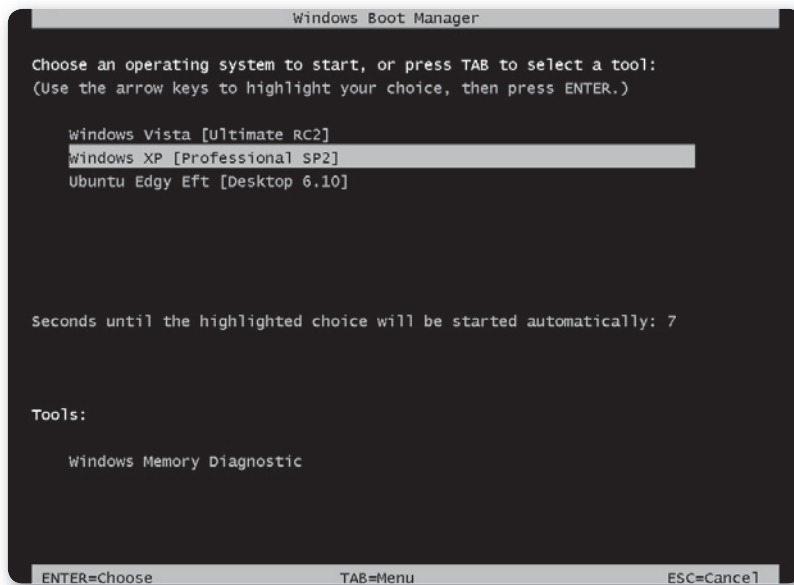 Windows Boot Manager
Choose an operating system to start, or press TAB to select a tool:
(Use the arrow keys to highlight your choice, then press ENTER.)
Windows Vista [Ultimate RC2]
Windows XP [Professional SP2]
Ubuntu Edgy Eft [Desktop 6.10]
Seconds until the highlighted choice will be started automatically: 7
Tools:
Windows Memory Diagnostic
ENTER=Choose TAB=Menu ESC=Cancel